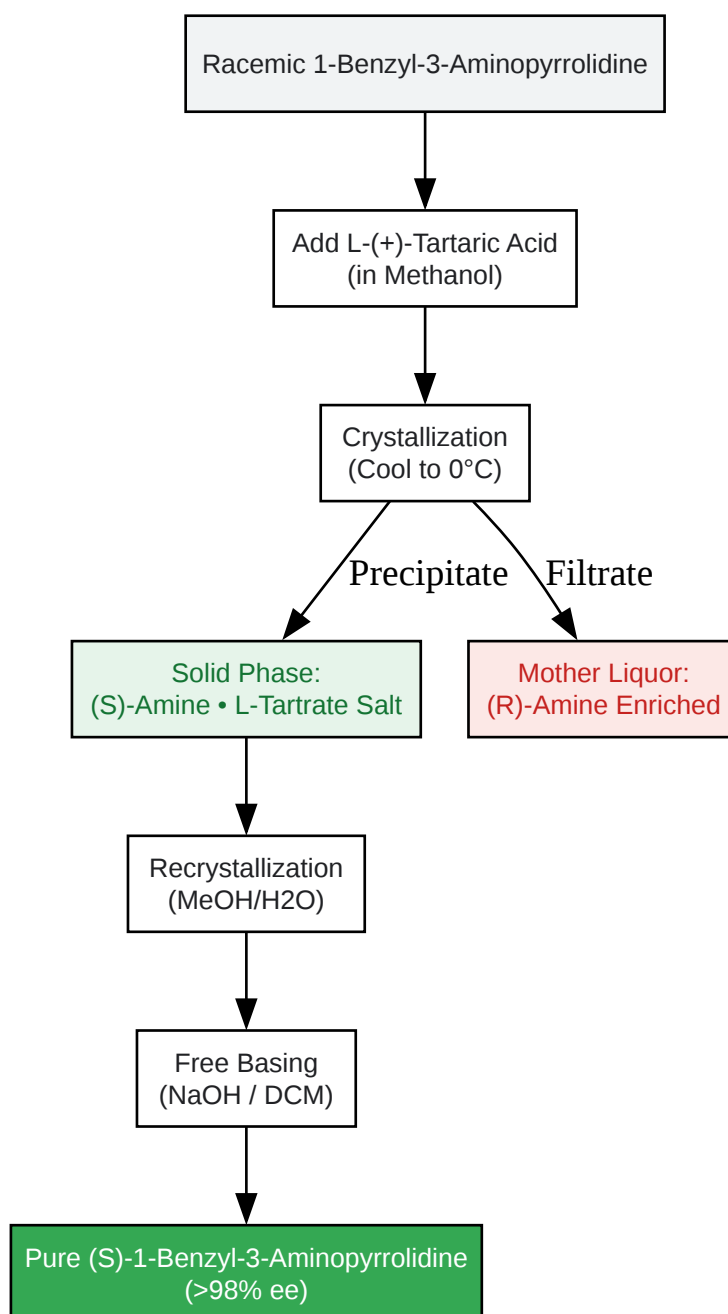 Racemic 1-Benzyl-3-Aminopyrrolidine
Add L-(+)-Tartaric Acid
(in Methanol)
Crystallization
(Cool to 0°C)
Precipitate
Filtrate
Solid Phase:
(S)-Amine • L-Tartrate Salt
Mother Liquor:
(R)-Amine Enriched
Recrystallization
(MeOH/H2O)
Free Basing
(NaOH / DCM)
Pure (S)-1-Benzyl-3-Aminopyrrolidine
(>98% ee)